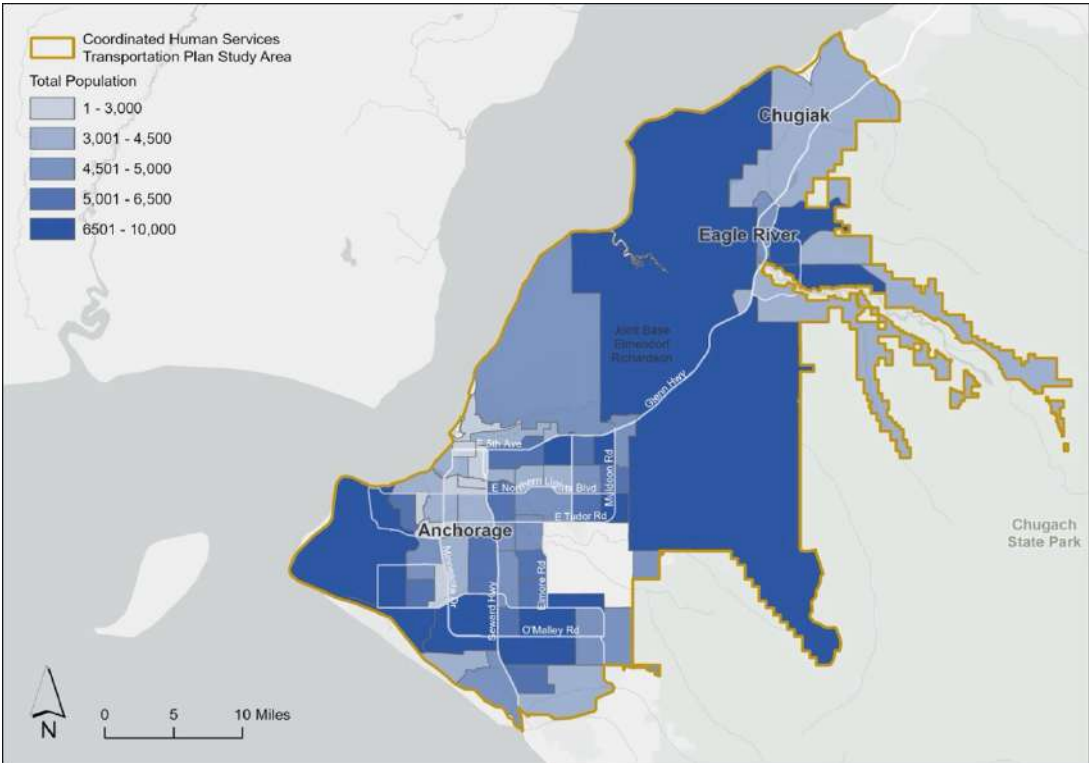 Coordinated Human Services
Transportation Plan Study Area
Total Population
1 - 3,000
3,001 - 4,500
4,501 - 5,000
5,001 - 6,500
6501 - 10,000
Chugiak
Eagle River
Joint Base
Elmendorf
Richardson
Glenn Hwy
E 5th Ave
Muldoon Rd
E Northern Lights Blvd
E Tudor Rd
Anchorage
Minnesota Dr
Seward Hwy
Elmore Rd
O'Malley Rd
Chugach
State Park
N
0 5 10 Miles